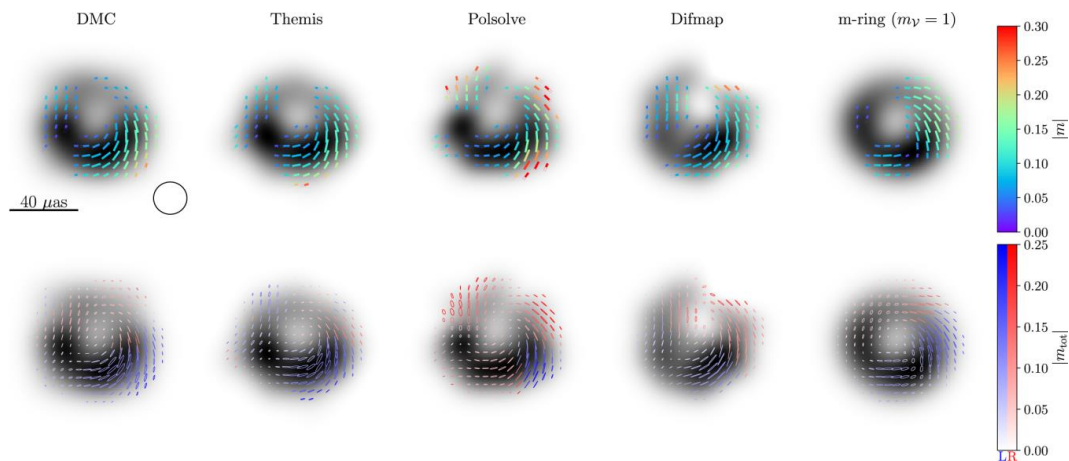 DMC
Themis
Polsolve
Difmap
m-ring (m_𝒱 = 1)
0.30
0.25
0.20
0.15
0.10
0.05
0.00
|m|
40 μas
0.25
0.20
0.15
0.10
0.05
0.00
|m_tot|
LR